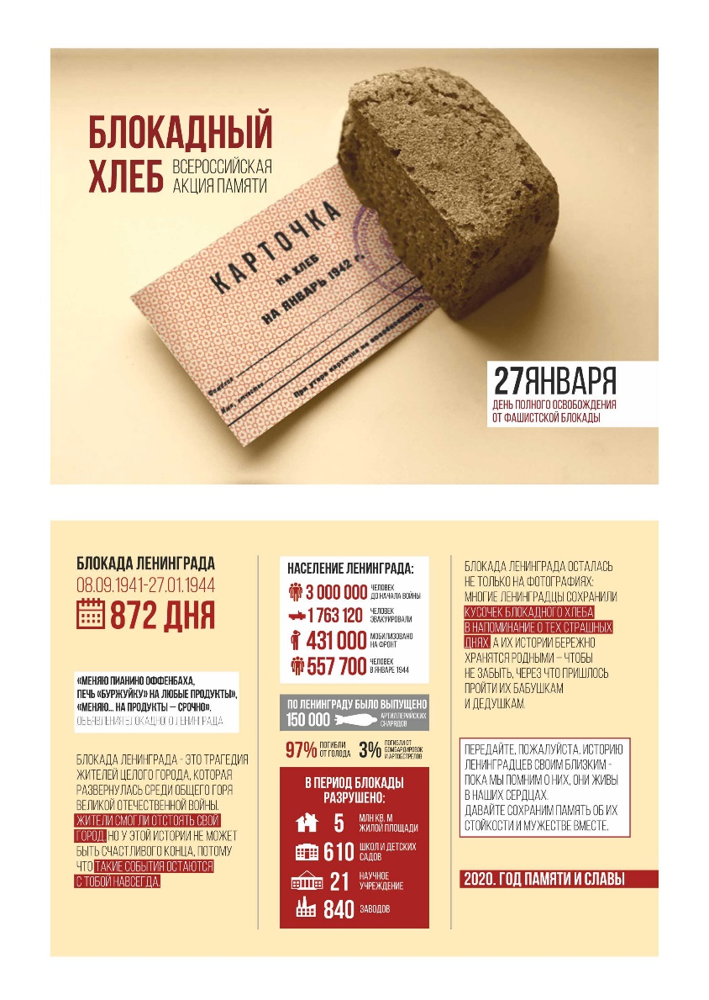 БЛОКАДНЫЙ
ХЛЕБ ВСЕРОССИЙСКАЯ
АКЦИЯ ПАМЯТИ
КАРТОЧКА
НА ХЛЕБ
НА ЯНВАРЬ 1942 г.
Фамилия
Имя, отчество
При утере карточка не возобновляется
27 ЯНВАРЯ
ДЕНЬ ПОЛНОГО ОСВОБОЖДЕНИЯ
ОТ ФАШИСТСКОЙ БЛОКАДЫ
БЛОКАДА ЛЕНИНГРАДА
08.09.1941-27.01.1944
872 ДНЯ
«МЕНЯЮ ПИАНИНО ОФФЕНБАХА,
ПЕЧЬ «БУРЖУЙКУ» НА ЛЮБЫЕ ПРОДУКТЫ»,
«МЕНЯЮ... НА ПРОДУКТЫ – СРОЧНО».
ОБЪЯВЛЕНИЯ БЛОКАДНОГО ЛЕНИНГРАДА
БЛОКАДА ЛЕНИНГРАДА - ЭТО ТРАГЕДИЯ
ЖИТЕЛЕЙ ЦЕЛОГО ГОРОДА, КОТОРАЯ
РАЗВЕРНУЛАСЬ СРЕДИ ОБЩЕГО ГОРЯ
ВЕЛИКОЙ ОТЕЧЕСТВЕННОЙ ВОЙНЫ.
ЖИТЕЛИ СМОГЛИ ОТСТОЯТЬ СВОЙ
ГОРОД, НО У ЭТОЙ ИСТОРИИ НЕ МОЖЕТ
БЫТЬ СЧАСТЛИВОГО КОНЦА, ПОТОМУ
ЧТО ТАКИЕ СОБЫТИЯ ОСТАЮТСЯ
С ТОБОЙ НАВСЕГДА.
НАСЕЛЕНИЕ ЛЕНИНГРАДА:
3 000 000 ЧЕЛОВЕК
ДО НАЧАЛА ВОЙНЫ
1 763 120 ЧЕЛОВЕК
ЭВАКУИРОВАЛИ
431 000 МОБИЛИЗОВАНО
НА ФРОНТ
557 700 ЧЕЛОВЕК
В ЯНВАРЕ 1944
ПО ЛЕНИНГРАДУ БЫЛО ВЫПУЩЕНО
150 000 АРТИЛЛЕРИЙСКИХ
СНАРЯДОВ
97% ПОГИБЛИ
ОТ ГОЛОДА
3% ПОГИБЛИ ОТ
БОМБАРДИРОВОК
И АРТОБСТРЕЛОВ
В ПЕРИОД БЛОКАДЫ
РАЗРУШЕНО:
5 МЛН КВ. М
ЖИЛОЙ ПЛОЩАДИ
610 ШКОЛ И ДЕТСКИХ
САДОВ
21 НАУЧНОЕ
УЧРЕЖДЕНИЕ
840 ЗАВОДОВ
БЛОКАДА ЛЕНИНГРАДА ОСТАЛАСЬ
НЕ ТОЛЬКО НА ФОТОГРАФИЯХ:
МНОГИЕ ЛЕНИНГРАДЦЫ СОХРАНИЛИ
КУСОЧЕК БЛОКАДНОГО ХЛЕБА
В НАПОМИНАНИЕ О ТЕХ СТРАШНЫХ
ДНЯХ. А ИХ ИСТОРИИ БЕРЕЖНО
ХРАНЯТСЯ РОДНЫМИ – ЧТОБЫ
НЕ ЗАБЫТЬ, ЧЕРЕЗ ЧТО ПРИШЛОСЬ
ПРОЙТИ ИХ БАБУШКАМ
И ДЕДУШКАМ.
ПЕРЕДАЙТЕ, ПОЖАЛУЙСТА, ИСТОРИЮ
ЛЕНИНГРАДЦЕВ СВОИМ БЛИЗКИМ -
ПОКА МЫ ПОМНИМ О НИХ, ОНИ ЖИВЫ
В НАШИХ СЕРДЦАХ.
ДАВАЙТЕ СОХРАНИМ ПАМЯТЬ ОБ ИХ
СТОЙКОСТИ И МУЖЕСТВЕ ВМЕСТЕ.
2020. ГОД ПАМЯТИ И СЛАВЫ